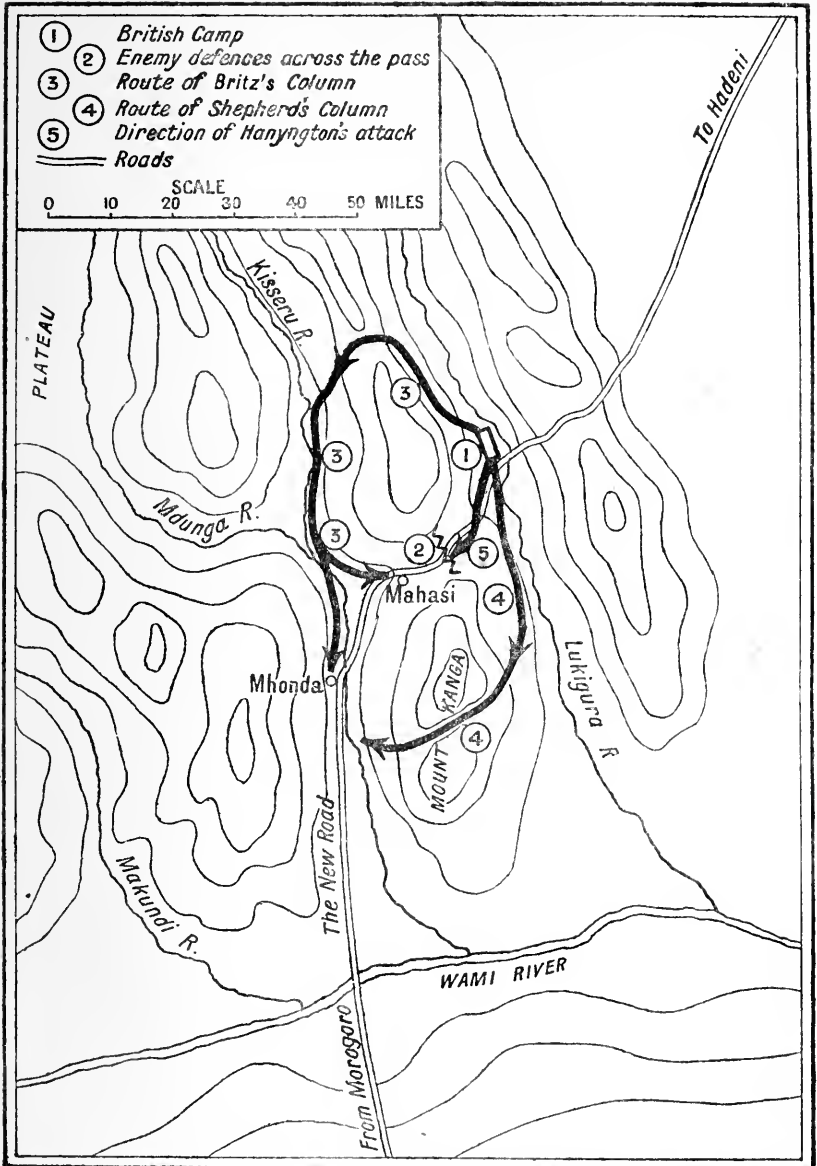 ① British Camp
② Enemy defences across the pass
③ Route of Britz's Column
④ Route of Shepherd's Column
⑤ Direction of Hanyngton's attack
Roads
SCALE
0 10 20 30 40 50 MILES
To Hadeni
PLATEAU
Kisseru R.
3
3
1
Mdunga R.
3
2
5
Mahasi
4
Lukigura R
Mhonda
MOUNT KANGA
4
The New Road
Makundi R.
WAMI RIVER
From Morogoro